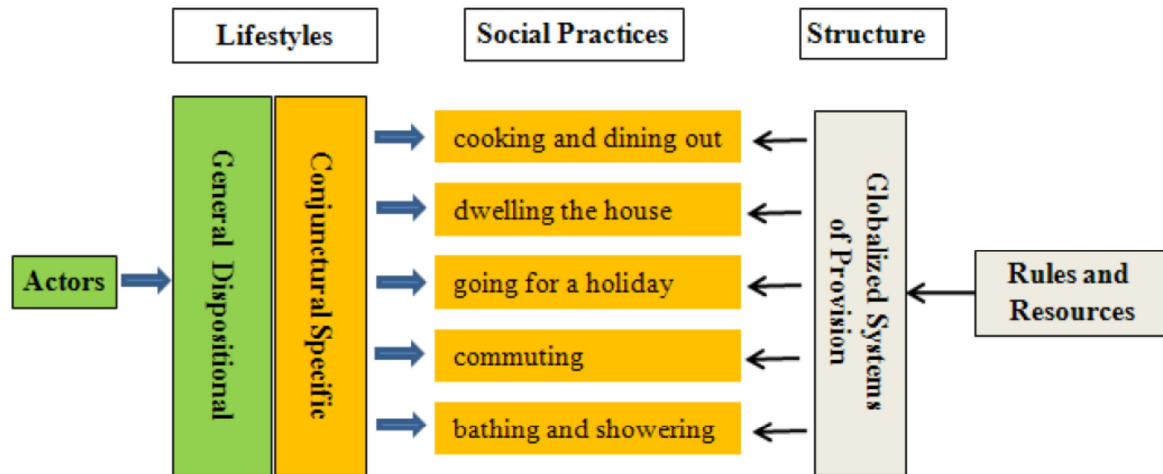 Lifestyles
Social Practices
Structure
Actors
General Dispositional
Conjunctural Specific
cooking and dining out
dwelling the house
going for a holiday
commuting
bathing and showering
Globalized Systems
of Provision
Rules and
Resources